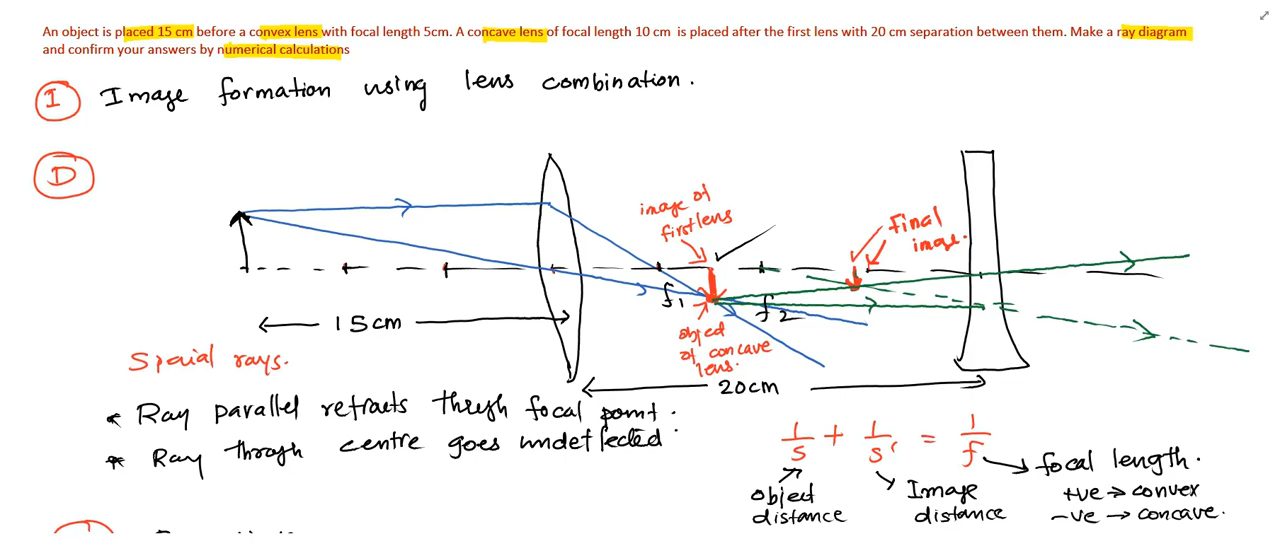 An object is placed 15 cm before a convex lens with focal length 5cm. A concave lens of focal length 10 cm is placed after the first lens with 20 cm separation between them. Make a ray diagram
and confirm your answers by numerical calculations
I Image formation using lens combination.
D
image of
first lens
Final
image.
f1
f2
15cm
object
of concave
lens.
20cm
Special rays.
* Ray parallel refracts through focal point.
* Ray through centre goes undeflected.
1/s + 1/s' = 1/f
focal length.
+ve → convex
-ve → concave.
object
distance
Image
distance